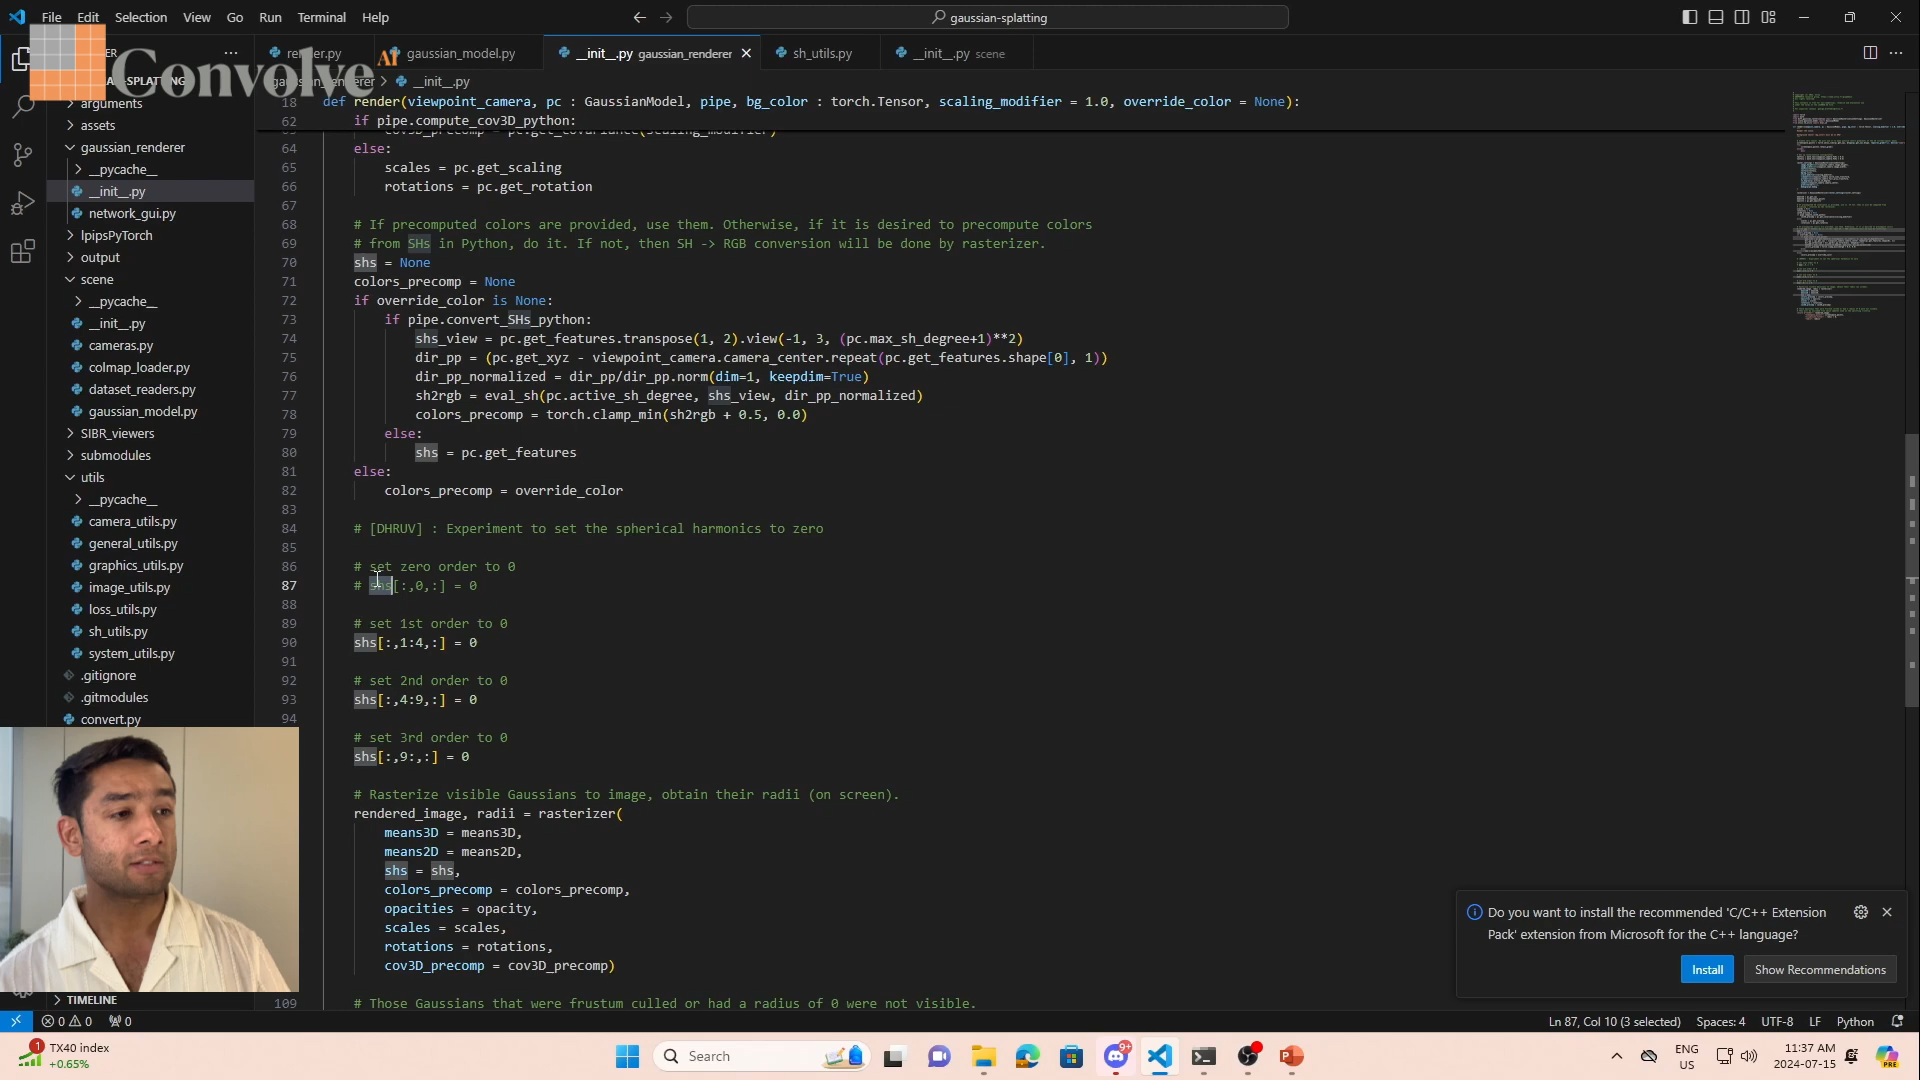 File Edit Selection View Go Run Terminal Help
gaussian-splatting
Convolve AI
render.py gaussian_model.py __init__.py gaussian_renderer sh_utils.py __init__.py scene
__init__.py
arguments
assets
gaussian_renderer
__pycache__
__init__.py
network_gui.py
lpipsPyTorch
output
scene
__pycache__
__init__.py
cameras.py
colmap_loader.py
dataset_readers.py
gaussian_model.py
SIBR_viewers
submodules
utils
__pycache__
camera_utils.py
general_utils.py
graphics_utils.py
image_utils.py
loss_utils.py
sh_utils.py
system_utils.py
.gitignore
.gitmodules
convert.py
TIMELINE
18 def render(viewpoint_camera, pc : GaussianModel, pipe, bg_color : torch.Tensor, scaling_modifier = 1.0, override_color = None):
62 if pipe.compute_cov3D_python:
64 else:
65 scales = pc.get_scaling
66 rotations = pc.get_rotation
67
68 # If precomputed colors are provided, use them. Otherwise, if it is desired to precompute colors
69 # from SHs in Python, do it. If not, then SH -> RGB conversion will be done by rasterizer.
70 shs = None
71 colors_precomp = None
72 if override_color is None:
73 if pipe.convert_SHs_python:
74 shs_view = pc.get_features.transpose(1, 2).view(-1, 3, (pc.max_sh_degree+1)**2)
75 dir_pp = (pc.get_xyz - viewpoint_camera.camera_center.repeat(pc.get_features.shape[0], 1))
76 dir_pp_normalized = dir_pp/dir_pp.norm(dim=1, keepdim=True)
77 sh2rgb = eval_sh(pc.active_sh_degree, shs_view, dir_pp_normalized)
78 colors_precomp = torch.clamp_min(sh2rgb + 0.5, 0.0)
79 else:
80 shs = pc.get_features
81 else:
82 colors_precomp = override_color
83
84 # [DHRUV] : Experiment to set the spherical harmonics to zero
85
86 # set zero order to 0
87 # shs[:,0,:] = 0
88
89 # set 1st order to 0
90 shs[:,1:4,:] = 0
91
92 # set 2nd order to 0
93 shs[:,4:9,:] = 0
94
# set 3rd order to 0
shs[:,9:,:] = 0
# Rasterize visible Gaussians to image, obtain their radii (on screen).
rendered_image, radii = rasterizer(
means3D = means3D,
means2D = means2D,
shs = shs,
colors_precomp = colors_precomp,
opacities = opacity,
scales = scales,
rotations = rotations,
cov3D_precomp = cov3D_precomp)
109 # Those Gaussians that were frustum culled or had a radius of 0 were not visible.
Do you want to install the recommended 'C/C++ Extension
Pack' extension from Microsoft for the C++ language?
Install Show Recommendations
0 0 0
Ln 87, Col 10 (3 selected) Spaces: 4 UTF-8 LF Python
1 TX40 index
+0.65%
Search
9+
ENG
US
11:37 AM
2024-07-15
PRE